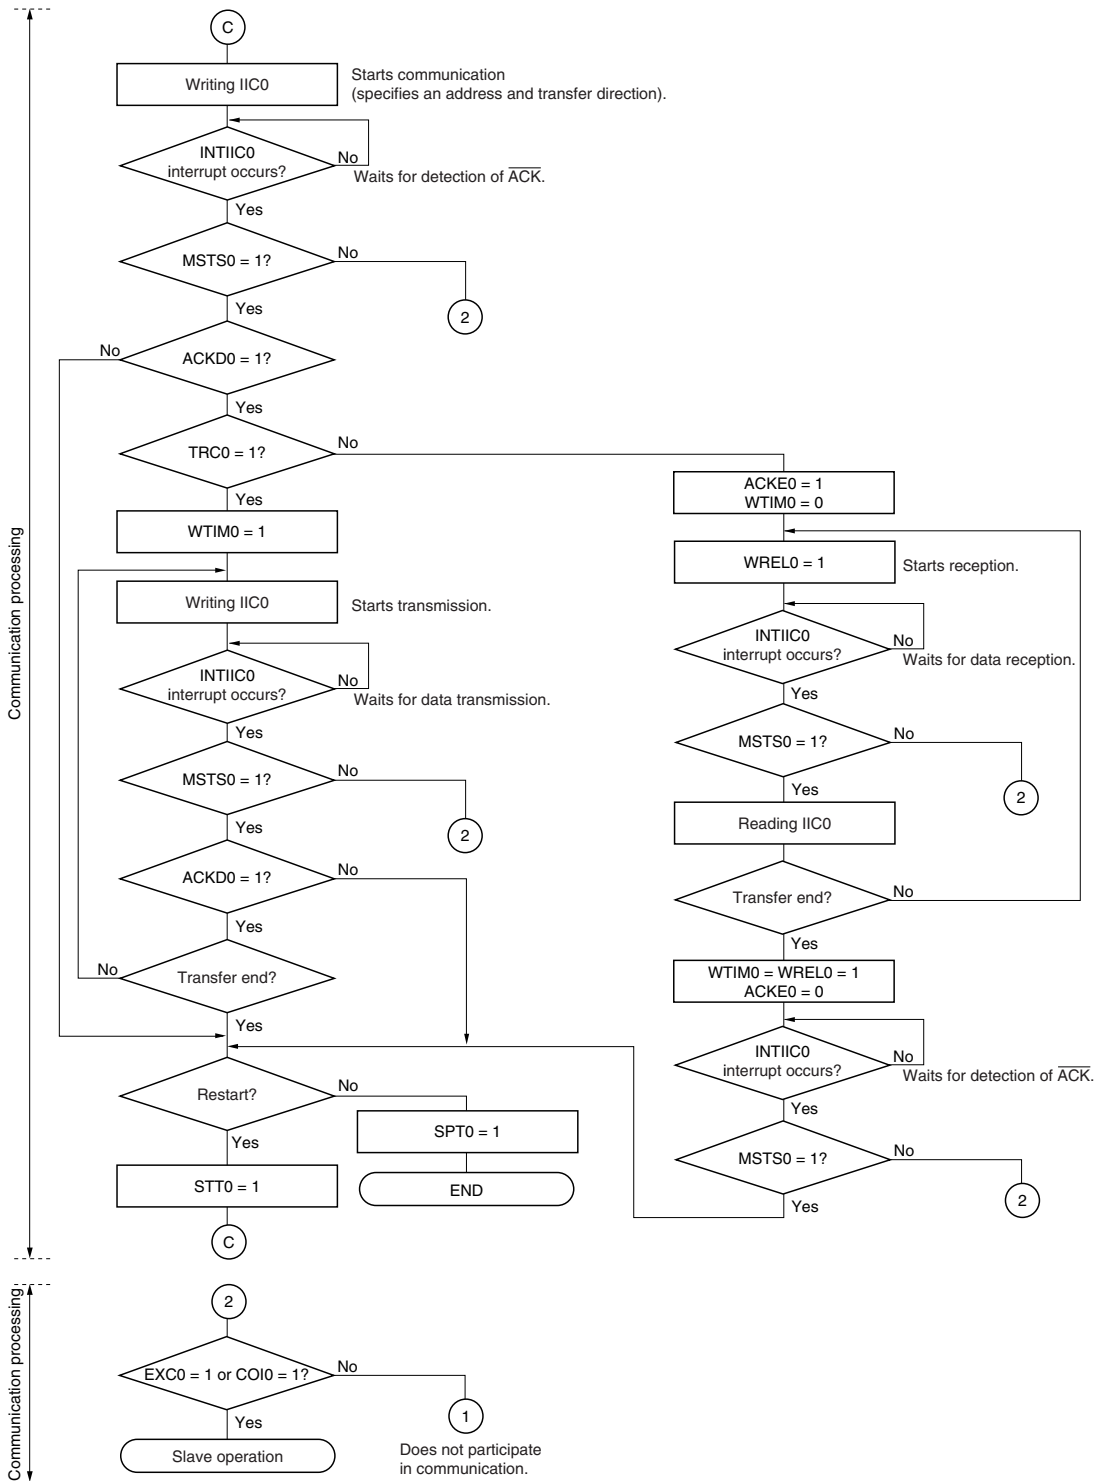 C
Writing IIC0
Starts communication
(specifies an address and transfer direction).
INTIIC0
interrupt occurs?
No
Waits for detection of ACK.
Yes
MSTS0 = 1?
No
2
Yes
ACKD0 = 1?
No
Yes
TRC0 = 1?
No
Yes
WTIM0 = 1
Writing IIC0
Starts transmission.
INTIIC0
interrupt occurs?
No
Waits for data transmission.
Yes
MSTS0 = 1?
No
2
Yes
ACKD0 = 1?
No
Yes
Transfer end?
No
Yes
Restart?
No
SPT0 = 1
END
Yes
STT0 = 1
C
ACKE0 = 1
WTIM0 = 0
WREL0 = 1
Starts reception.
INTIIC0
interrupt occurs?
No
Waits for data reception.
Yes
MSTS0 = 1?
No
2
Yes
Reading IIC0
Transfer end?
No
Yes
WTIM0 = WREL0 = 1
ACKE0 = 0
INTIIC0
interrupt occurs?
No
Waits for detection of ACK.
Yes
MSTS0 = 1?
No
2
Yes
Communication processing
2
EXC0 = 1 or COI0 = 1?
No
1
Does not participate
in communication.
Yes
Slave operation
Communication processing